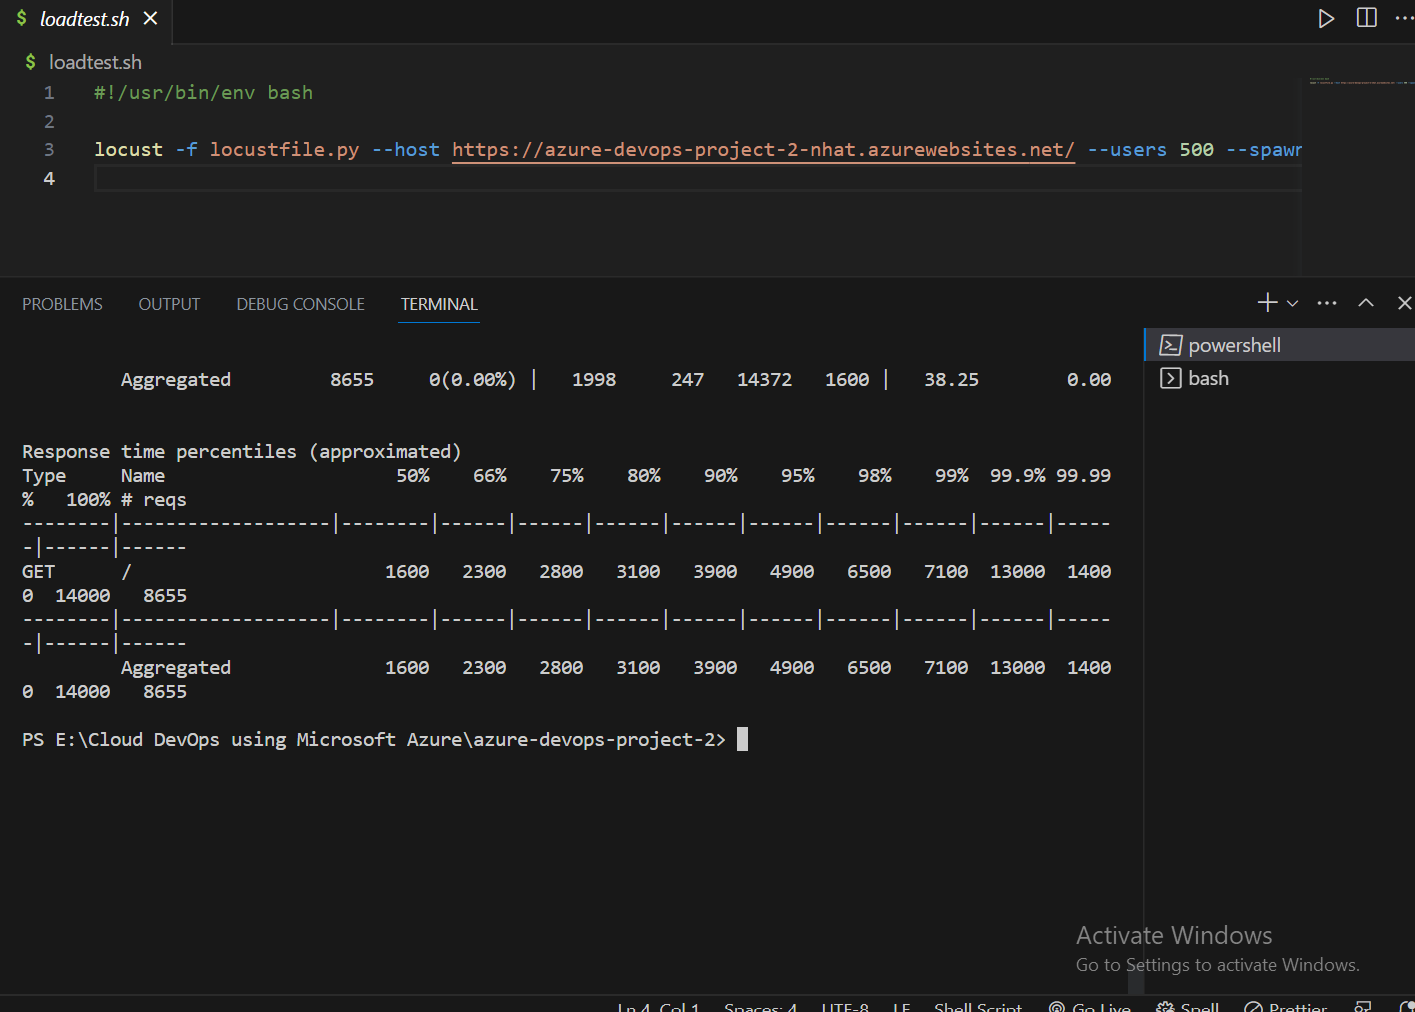 $ loadtest.sh
$ loadtest.sh
1 #!/usr/bin/env bash
2
3 locust -f locustfile.py --host https://azure-devops-project-2-nhat.azurewebsites.net/ --users 500 --spawn
4
PROBLEMS OUTPUT DEBUG CONSOLE TERMINAL
powershell
bash
Aggregated 8655 0(0.00%) | 1998 247 14372 1600 | 38.25 0.00
Response time percentiles (approximated)
Type Name 50% 66% 75% 80% 90% 95% 98% 99% 99.9% 99.99
% 100% # reqs
--------|-------------------|--------|------|------|------|------|------|------|------|------|-----
-|------|------
GET / 1600 2300 2800 3100 3900 4900 6500 7100 13000 1400
0 14000 8655
--------|-------------------|--------|------|------|------|------|------|------|------|------|-----
-|------|------
Aggregated 1600 2300 2800 3100 3900 4900 6500 7100 13000 1400
0 14000 8655
PS E:\Cloud DevOps using Microsoft Azure\azure-devops-project-2>
Activate Windows
Go to Settings to activate Windows.
Ln 4, Col 1 Spaces: 4 UTF-8 LF Shell Script Go Live Spell Prettier